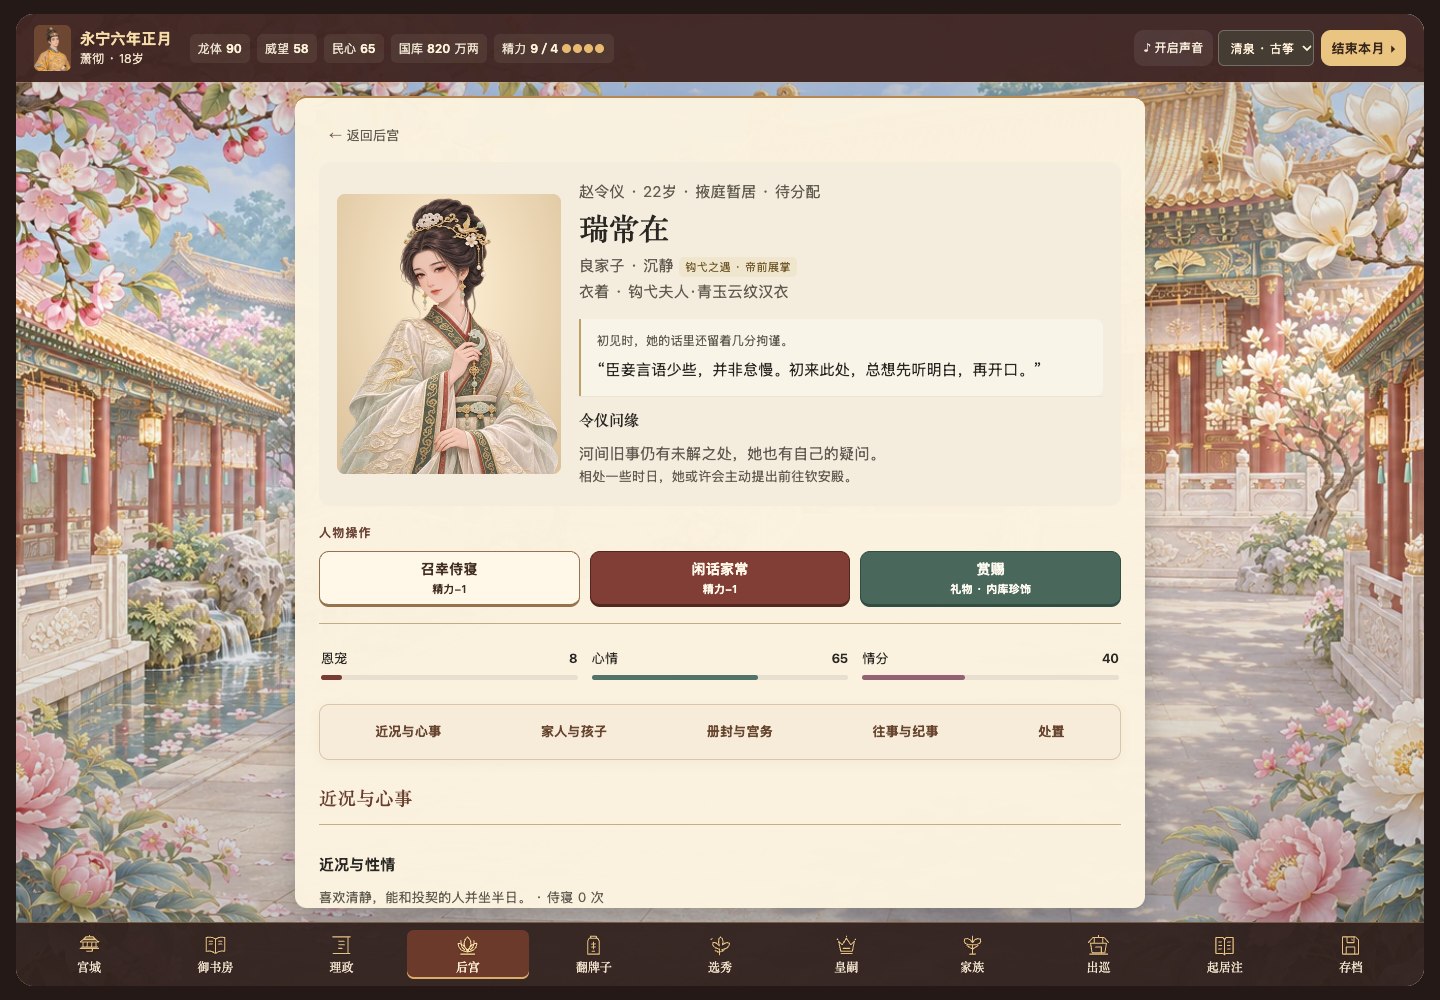 永宁六年正月
萧彻 · 18岁
龙体 90
威望 58
民心 65
国库 820 万两
精力 9 / 4
♪ 开启声音
清泉 · 古筝
结束本月
← 返回后宫
赵令仪 · 22岁 · 掖庭暂居 · 待分配
瑞常在
良家子 · 沉静 钩弋之遇 · 帝前展掌
衣着 · 钩弋夫人·青玉云纹汉衣
初见时，她的话里还留着几分拘谨。
“臣妾言语少些，并非怠慢。初来此处，总想先听明白，再开口。”
令仪问缘
河间旧事仍有未解之处，她也有自己的疑问。
相处一些时日，她或许会主动提出前往钦安殿。
人物操作
召幸侍寝
精力−1
闲话家常
精力−1
赏赐
礼物 · 内库珍饰
恩宠 8
心情 65
情分 40
近况与心事
家人与孩子
册封与宫务
往事与纪事
处置
近况与心事
近况与性情
喜欢清静，能和投契的人并坐半日。 · 侍寝 0 次
宫城
御书房
理政
后宫
翻牌子
选秀
皇嗣
家族
出巡
起居注
存档